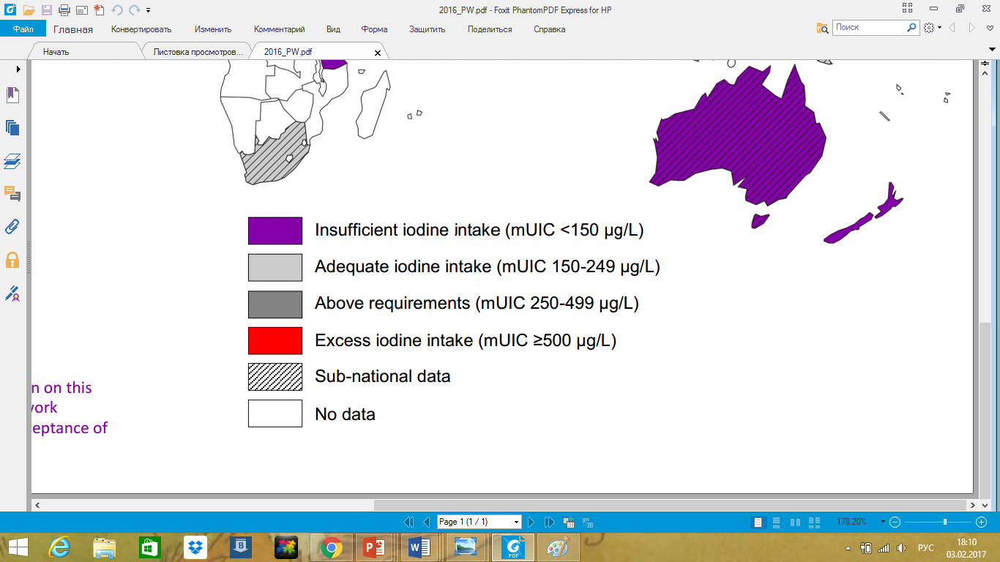 2016_PW.pdf - Foxit PhantomPDF Express for HP
Файл Главная Конвертировать Изменить Комментарий Вид Форма Защитить Поделиться Справка Поиск
Начать Листовка просмотров... 2016_PW.pdf
Insufficient iodine intake (mUIC <150 µg/L)
Adequate iodine intake (mUIC 150-249 µg/L)
Above requirements (mUIC 250-499 µg/L)
Excess iodine intake (mUIC ≥500 µg/L)
Sub-national data
No data
n on this
ork
eptance of
Page 1 (1 / 1) 178.20%
РУС 18:10
03.02.2017